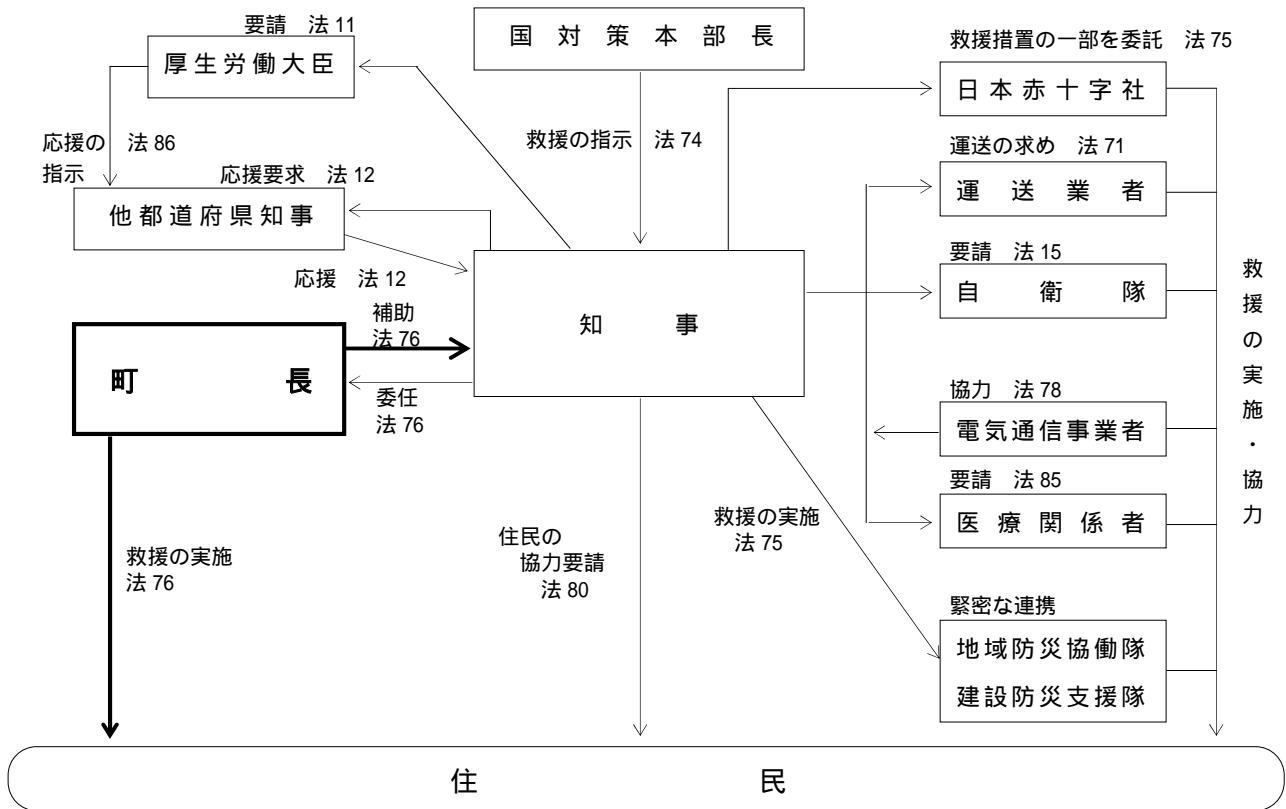 要請 法 11
厚生労働大臣
国対策本部長
救援措置の一部を委託 法 75
日本赤十字社
応援の 法 86
指示
救援の指示 法 74
運送の求め 法 71
運送業者
応援要求 法 12
他都道府県知事
応援 法 12
要請 法 15
自衛隊
知事
補助
法 76
町長
委任
法 76
協力 法 78
電気通信事業者
要請 法 85
医療関係者
救援の実施・協力
救援の実施
法 76
住民の
協力要請
法 80
救援の実施
法 75
緊密な連携
地域防災協働隊
建設防災支援隊
住民